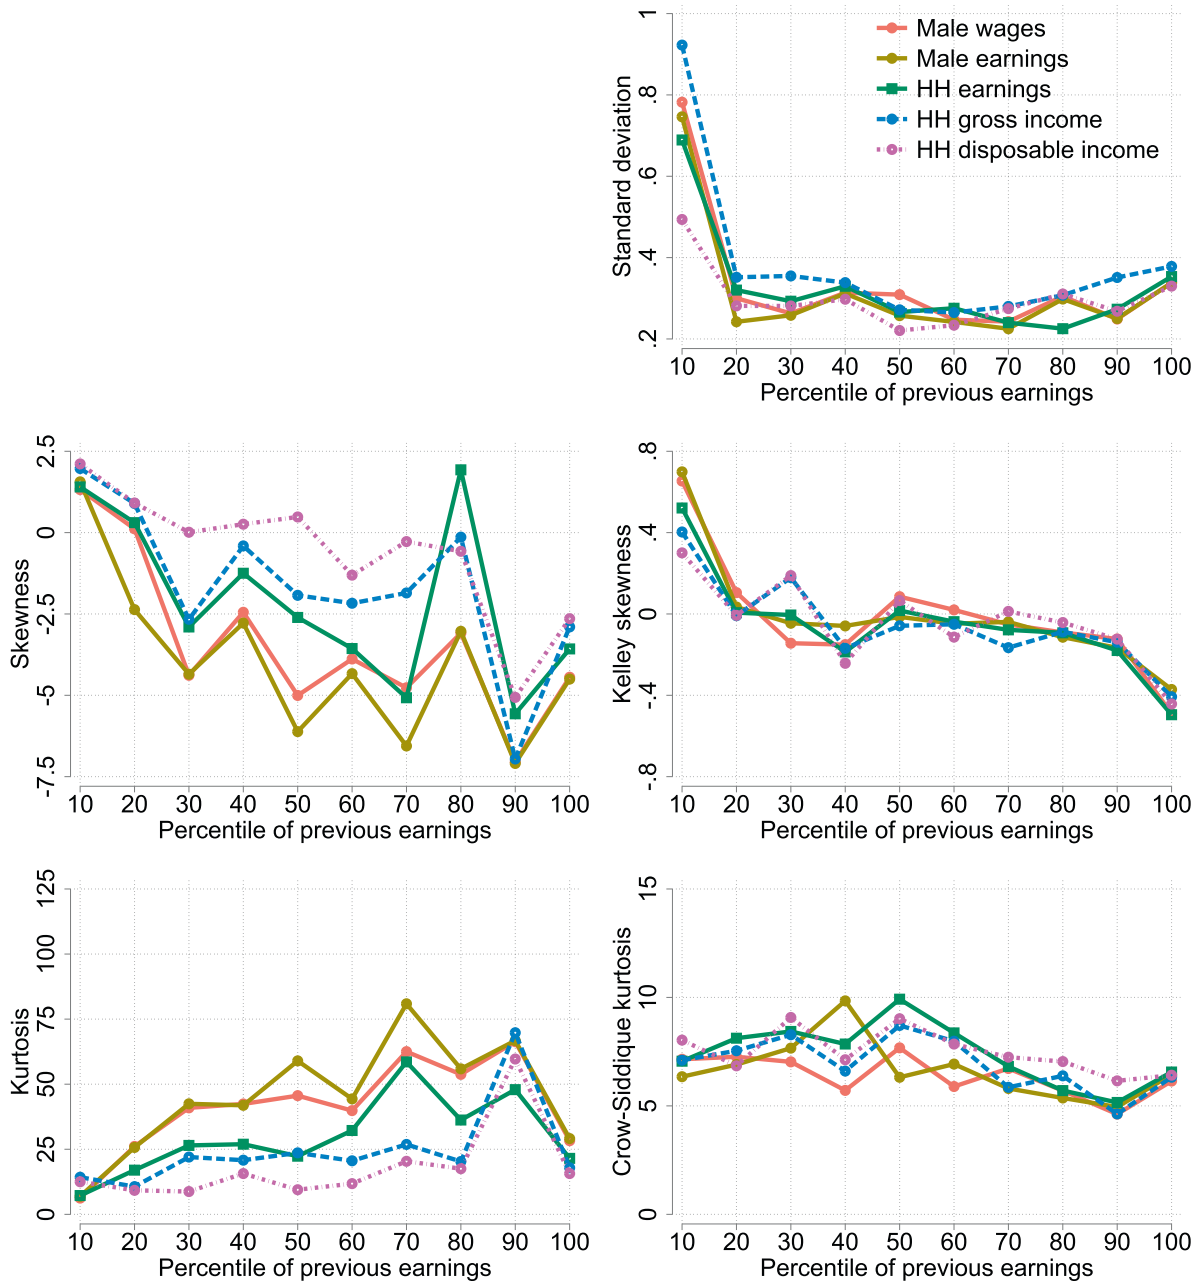 1
.8
.6
.4
.2
Standard deviation
Male wages
Male earnings
HH earnings
HH gross income
HH disposable income
10 20 30 40 50 60 70 80 90 100
Percentile of previous earnings
2.5
0
-2.5
-5
-7.5
Skewness
10 20 30 40 50 60 70 80 90 100
Percentile of previous earnings
.8
.4
0
-.4
-.8
Kelley skewness
10 20 30 40 50 60 70 80 90 100
Percentile of previous earnings
125
100
75
50
25
0
Kurtosis
10 20 30 40 50 60 70 80 90 100
Percentile of previous earnings
15
10
5
0
Crow-Sidddique kurtosis
10 20 30 40 50 60 70 80 90 100
Percentile of previous earnings